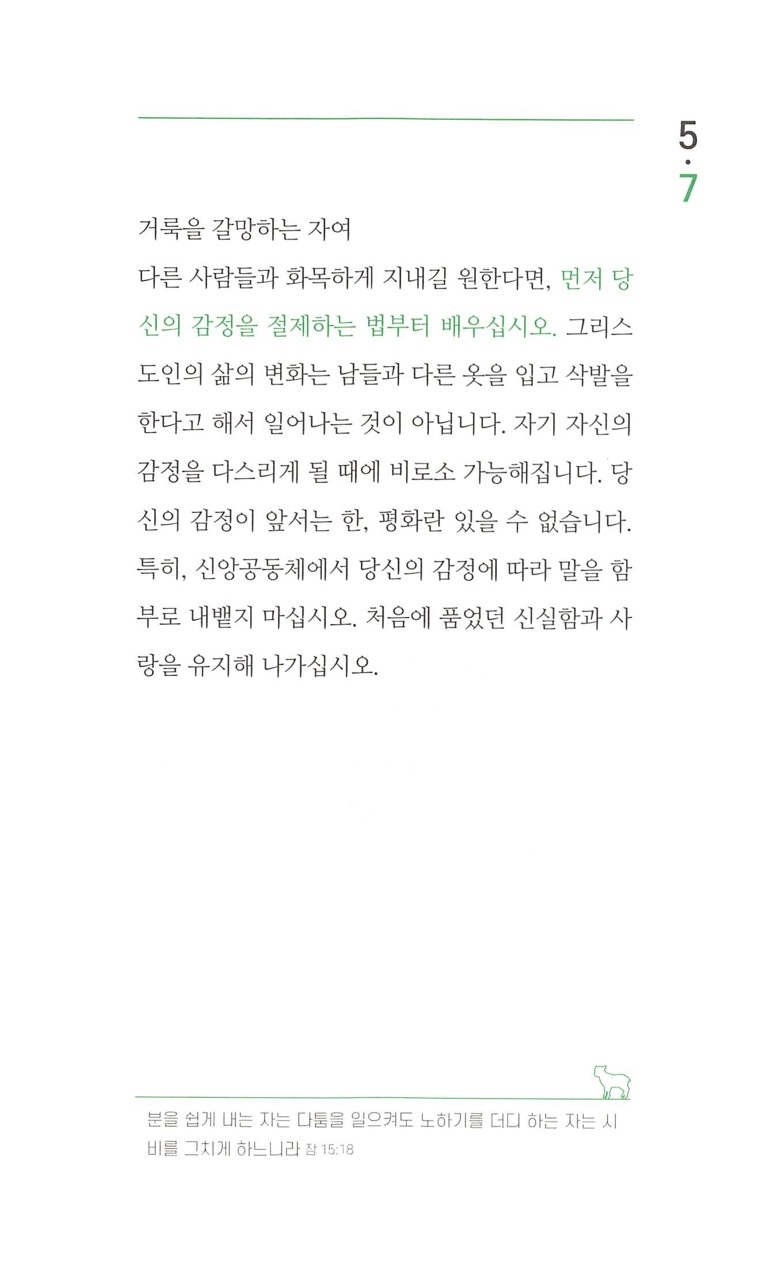 5
·
7
거룩을 갈망하는 자여
다른 사람들과 화목하게 지내길 원한다면, 먼저 당
신의 감정을 절제하는 법부터 배우십시오. 그리스
도인의 삶의 변화는 남들과 다른 옷을 입고 삭발을
한다고 해서 일어나는 것이 아닙니다. 자기 자신의
감정을 다스리게 될 때에 비로소 가능해집니다. 당
신의 감정이 앞서는 한, 평화란 있을 수 없습니다.
특히, 신앙공동체에서 당신의 감정에 따라 말을 함
부로 내뱉지 마십시오. 처음에 품었던 신실함과 사
랑을 유지해 나가십시오.
분을 쉽게 내는 자는 다툼을 일으켜도 노하기를 더디 하는 자는 시
비를 그치게 하느니라 잠 15:18